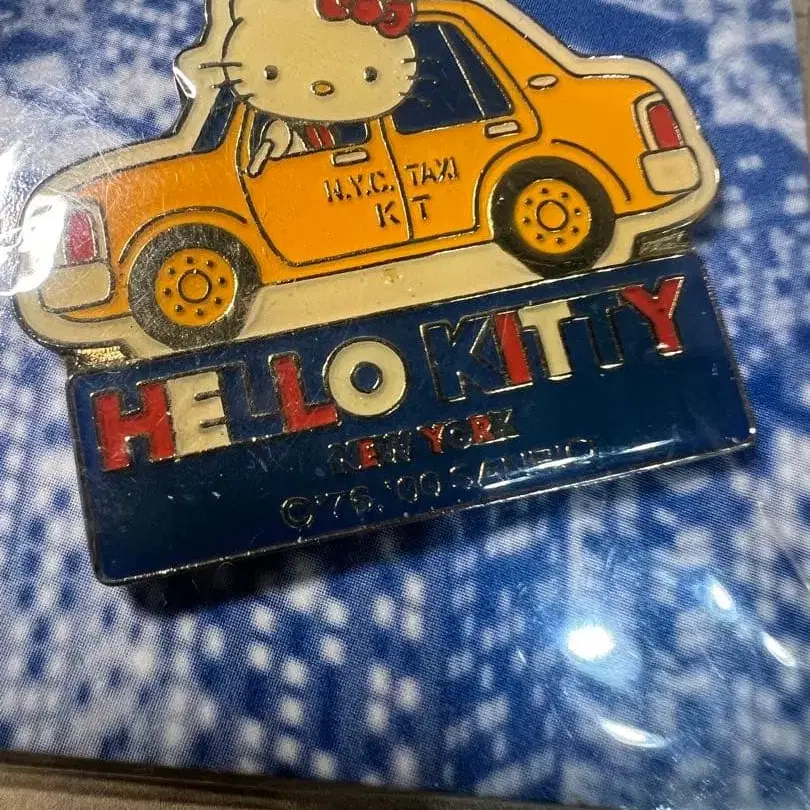 N.Y.C. TAXI
KT
HELLO KITTY
NEW YORK
©'76, '00 SANRIO